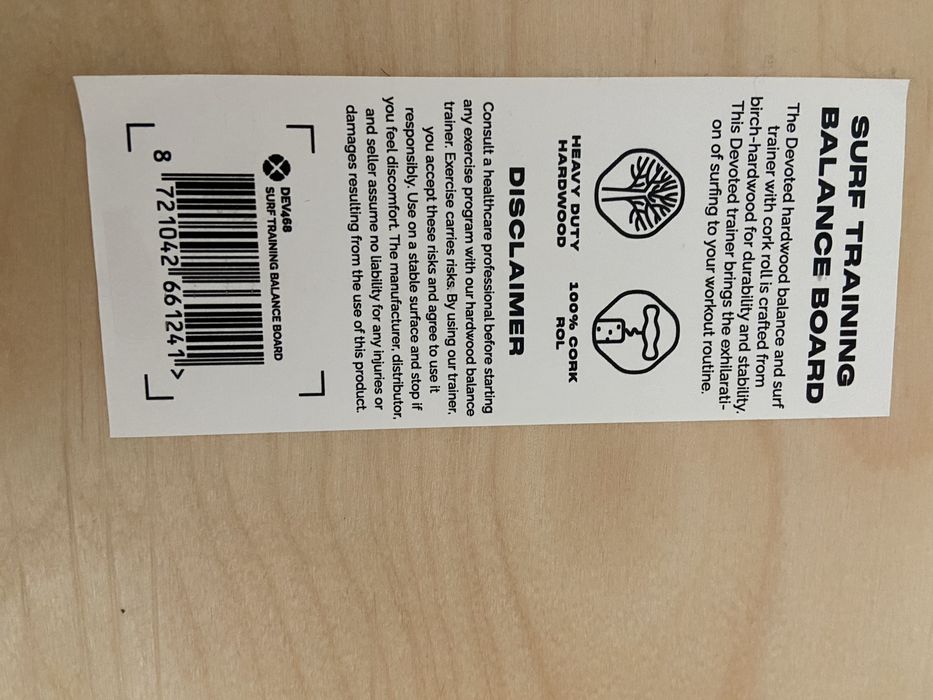 SURF TRAINING
BALANCE BOARD
The Devoted hardwood balance and surf
trainer with cork roll is crafted from
birch-hardwood for durability and stability.
This Devoted trainer brings the exhilarati-
on of surfing to your workout routine.
HEAVY DUTY
HARDWOOD
100% CORK
ROL
DISCLAIMER
Consult a healthcare professional before starting
any exercise program with our hardwood balance
trainer. Exercise carries risks. By using our trainer.
you accept these risks and agree to use it
responsibly. Use on a stable surface and stop if
you feel discomfort. The manufacturer, distributor,
and seller assume no liability for any injuries or
damages resulting from the use of this product.
DEV468
SURF TRAINING BALANCE BOARD
8 721042 661241 >